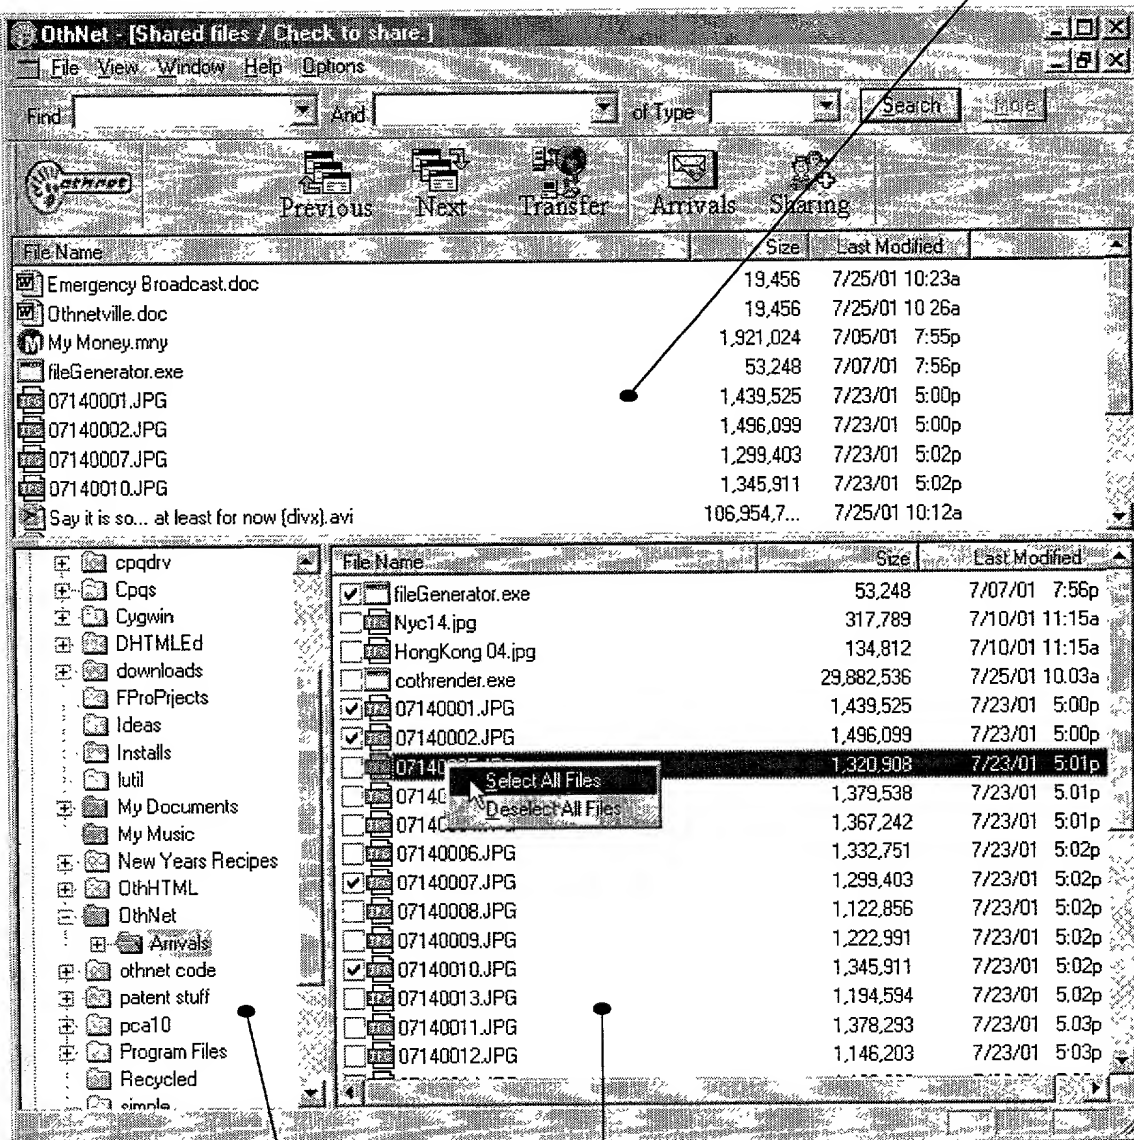 OthNet - [Shared files / Check to share.]
File View Window Help Options
Find And of Type Search More
othnet
Previous Next Transfer Arrivals Sharing
File Name Size Last Modified
Emergency Broadcast.doc 19,456 7/25/01 10:23a
Othnetville.doc 19,456 7/25/01 10 26a
My Money.mny 1,921,024 7/05/01 7:55p
fileGenerator.exe 53,248 7/07/01 7:56p
07140001.JPG 1,439,525 7/23/01 5:00p
07140002.JPG 1,496,099 7/23/01 5:00p
07140007.JPG 1,299,403 7/23/01 5:02p
07140010.JPG 1,345,911 7/23/01 5:02p
Say it is so... at least for now {divx}.avi 106,954,7... 7/25/01 10:12a
cpqdrv
Cpqs
Cygwin
DHTMLEd
downloads
FProPrjects
Ideas
Installs
lutil
My Documents
My Music
New Years Recipes
OthHTML
OthNet
Arrivals
othnet code
patent stuff
pca10
Program Files
Recycled
simple
File Name Size Last Modified
fileGenerator.exe 53,248 7/07/01 7:56p
Nyc14.jpg 317,789 7/10/01 11:15a
HongKong 04.jpg 134,812 7/10/01 11:15a
cothrender.exe 29,882,536 7/25/01 10.03a
07140001.JPG 1,439,525 7/23/01 5:00p
07140002.JPG 1,496,099 7/23/01 5:00p
0714 1,320,908 7/23/01 5:01p
Select All Files
0714 1,379,538 7/23/01 5.01p
Deselect All Files
0714 1,367,242 7/23/01 5:01p
07140006.JPG 1,332,751 7/23/01 5:02p
07140007.JPG 1,299,403 7/23/01 5:02p
07140008.JPG 1,122,856 7/23/01 5:02p
07140009.JPG 1,222,991 7/23/01 5:02p
07140010.JPG 1,345,911 7/23/01 5:02p
07140013.JPG 1,194,594 7/23/01 5.02p
07140011.JPG 1,378,293 7/23/01 5.03p
07140012.JPG 1,146,203 7/23/01 5:03p